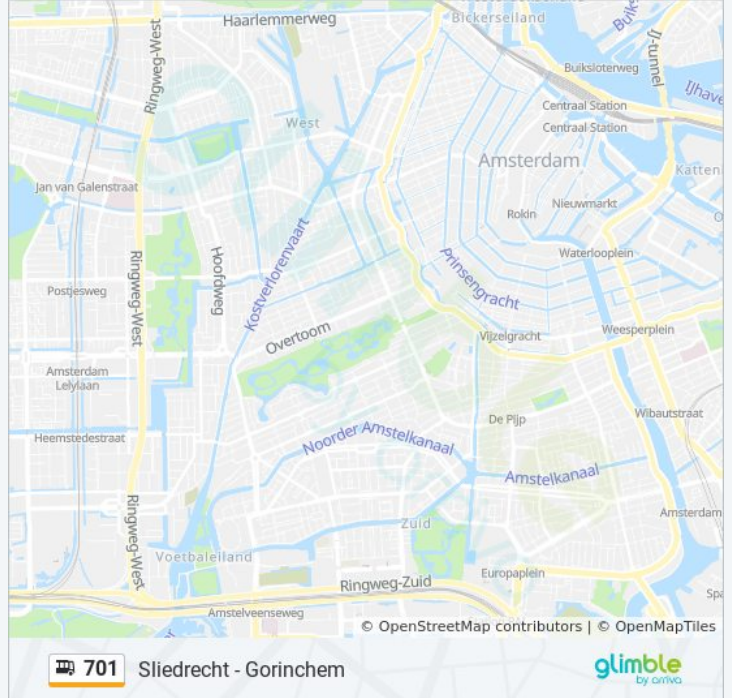 Haarlemmerweg
Bickerseiland
Ringweg-West
IJ-tunnel
Buiksloterweg
Centraal Station
Centraal Station
West
Amsterdam
Jan van Galenstraat
Rokin
Nieuwmarkt
Waterlooplein
Hoofdweg
Kostverlorenvaart
Prinsengracht
Postjesweg
Ringweg-West
Overtoom
Vijzelgracht
Weesperplein
Amsterdam
Lelylaan
De Pijp
Wibautstraat
Heemstedestraat
Noorder Amstelkanaal
Amstelkanaal
Ringweg-West
Zuid
Amsterdam
Voetbaleiland
Europaplein
Ringweg-Zuid
Amstelveenseweg
© OpenStreetMap contributors | © OpenMapTiles
701 Sliedrecht - Gorinchem
glimble
by arriva